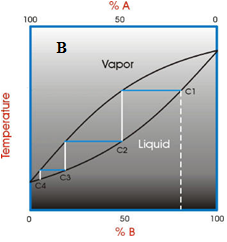 % A
100 50 0
B
Vapor
C1
Temperature
Liquid
C2
C3
C4
0 50 100
% B